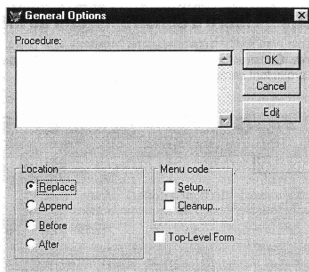 General Options
Procedure:
OK
Cancel
Edit
Location
Replace
Append
Before
After
Menu code
Setup...
Cleanup...
Top-Level Form